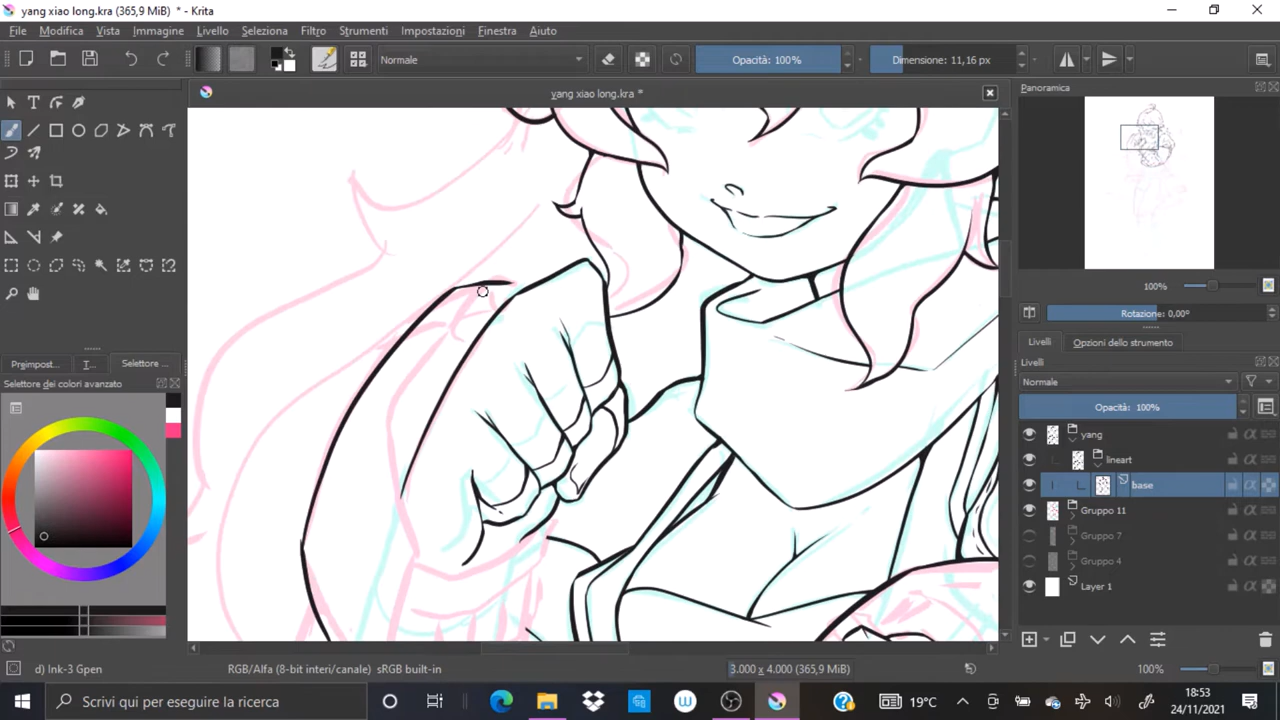 yang xiao long.kra (365,9 MiB) * - Krita
File Modifica Vista Immagine Livello Seleziona Filtro Strumenti Impostazioni Finestra Aiuto
Normale
Opacità: 100%
Dimensione: 11,16 px
yang xiao long.kra *
Panoramica
100%
Rotazione: 0,00°
Livelli
Opzioni dello strumento
Livelli
Normale
Opacità: 100%
yang
lineart
base
Gruppo 11
Gruppo 7
Gruppo 4
Layer 1
Preimpost...
T...
Selettore ...
Selettore dei colori avanzato
d) Ink-3 Gpen
RGB/Alfa (8-bit interi/canale) sRGB built-in
3.000 x 4.000 (365,9 MiB)
100%
Scrivi qui per eseguire la ricerca
19°C
18:53
24/11/2021